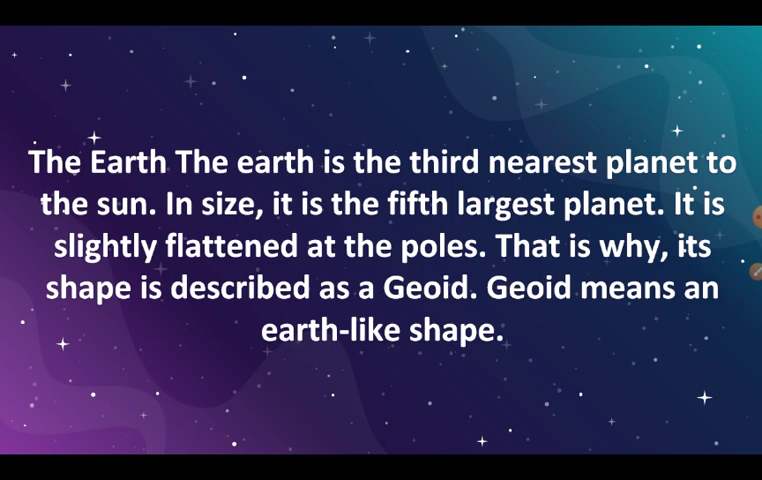 The Earth The earth is the third nearest planet to
the sun. In size, it is the fifth largest planet. It is
slightly flattened at the poles. That is why, its
shape is described as a Geoid. Geoid means an
earth-like shape.